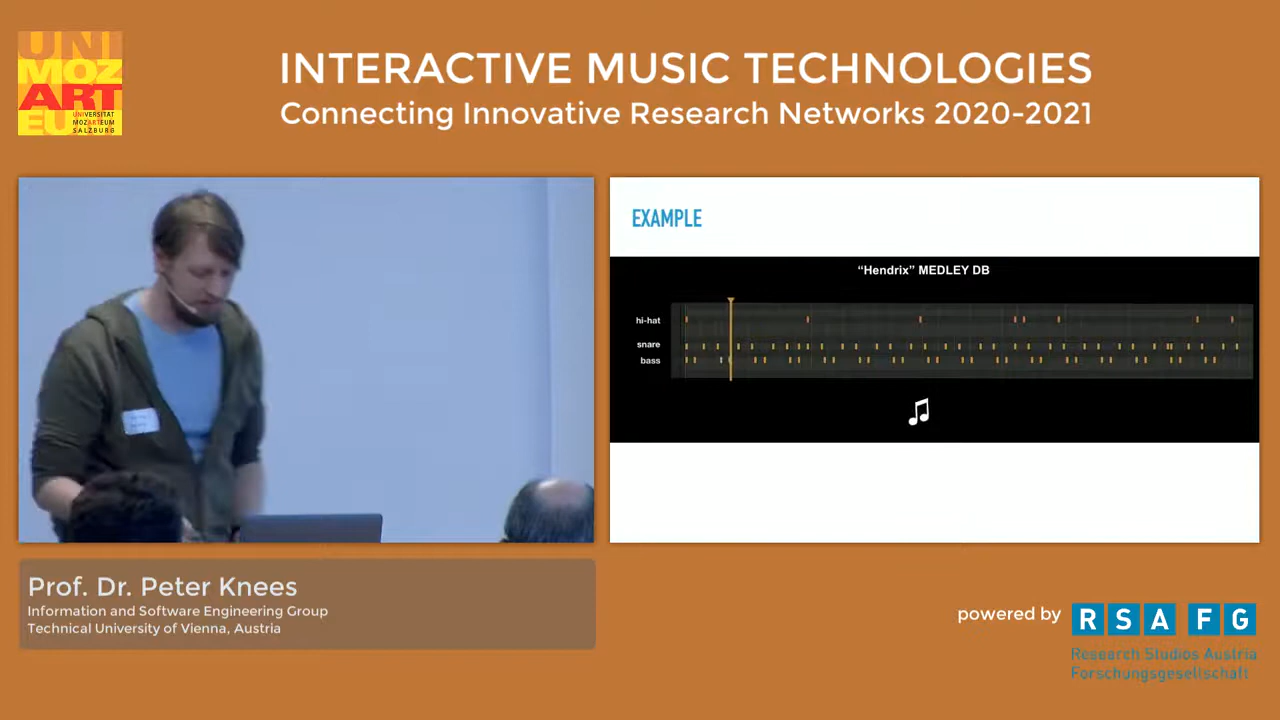 UNI
MOZ
ART
EU
UNIVERSITÄT
MOZARTEUM
SALZBURG
INTERACTIVE MUSIC TECHNOLOGIES
Connecting Innovative Research Networks 2020-2021
EXAMPLE
“Hendrix” MEDLEY DB
hi-hat
snare
bass
Prof. Dr. Peter Knees
Information and Software Engineering Group
Technical University of Vienna, Austria
powered by
RSA FG
Research Studios Austria
Forschungsgesellschaft